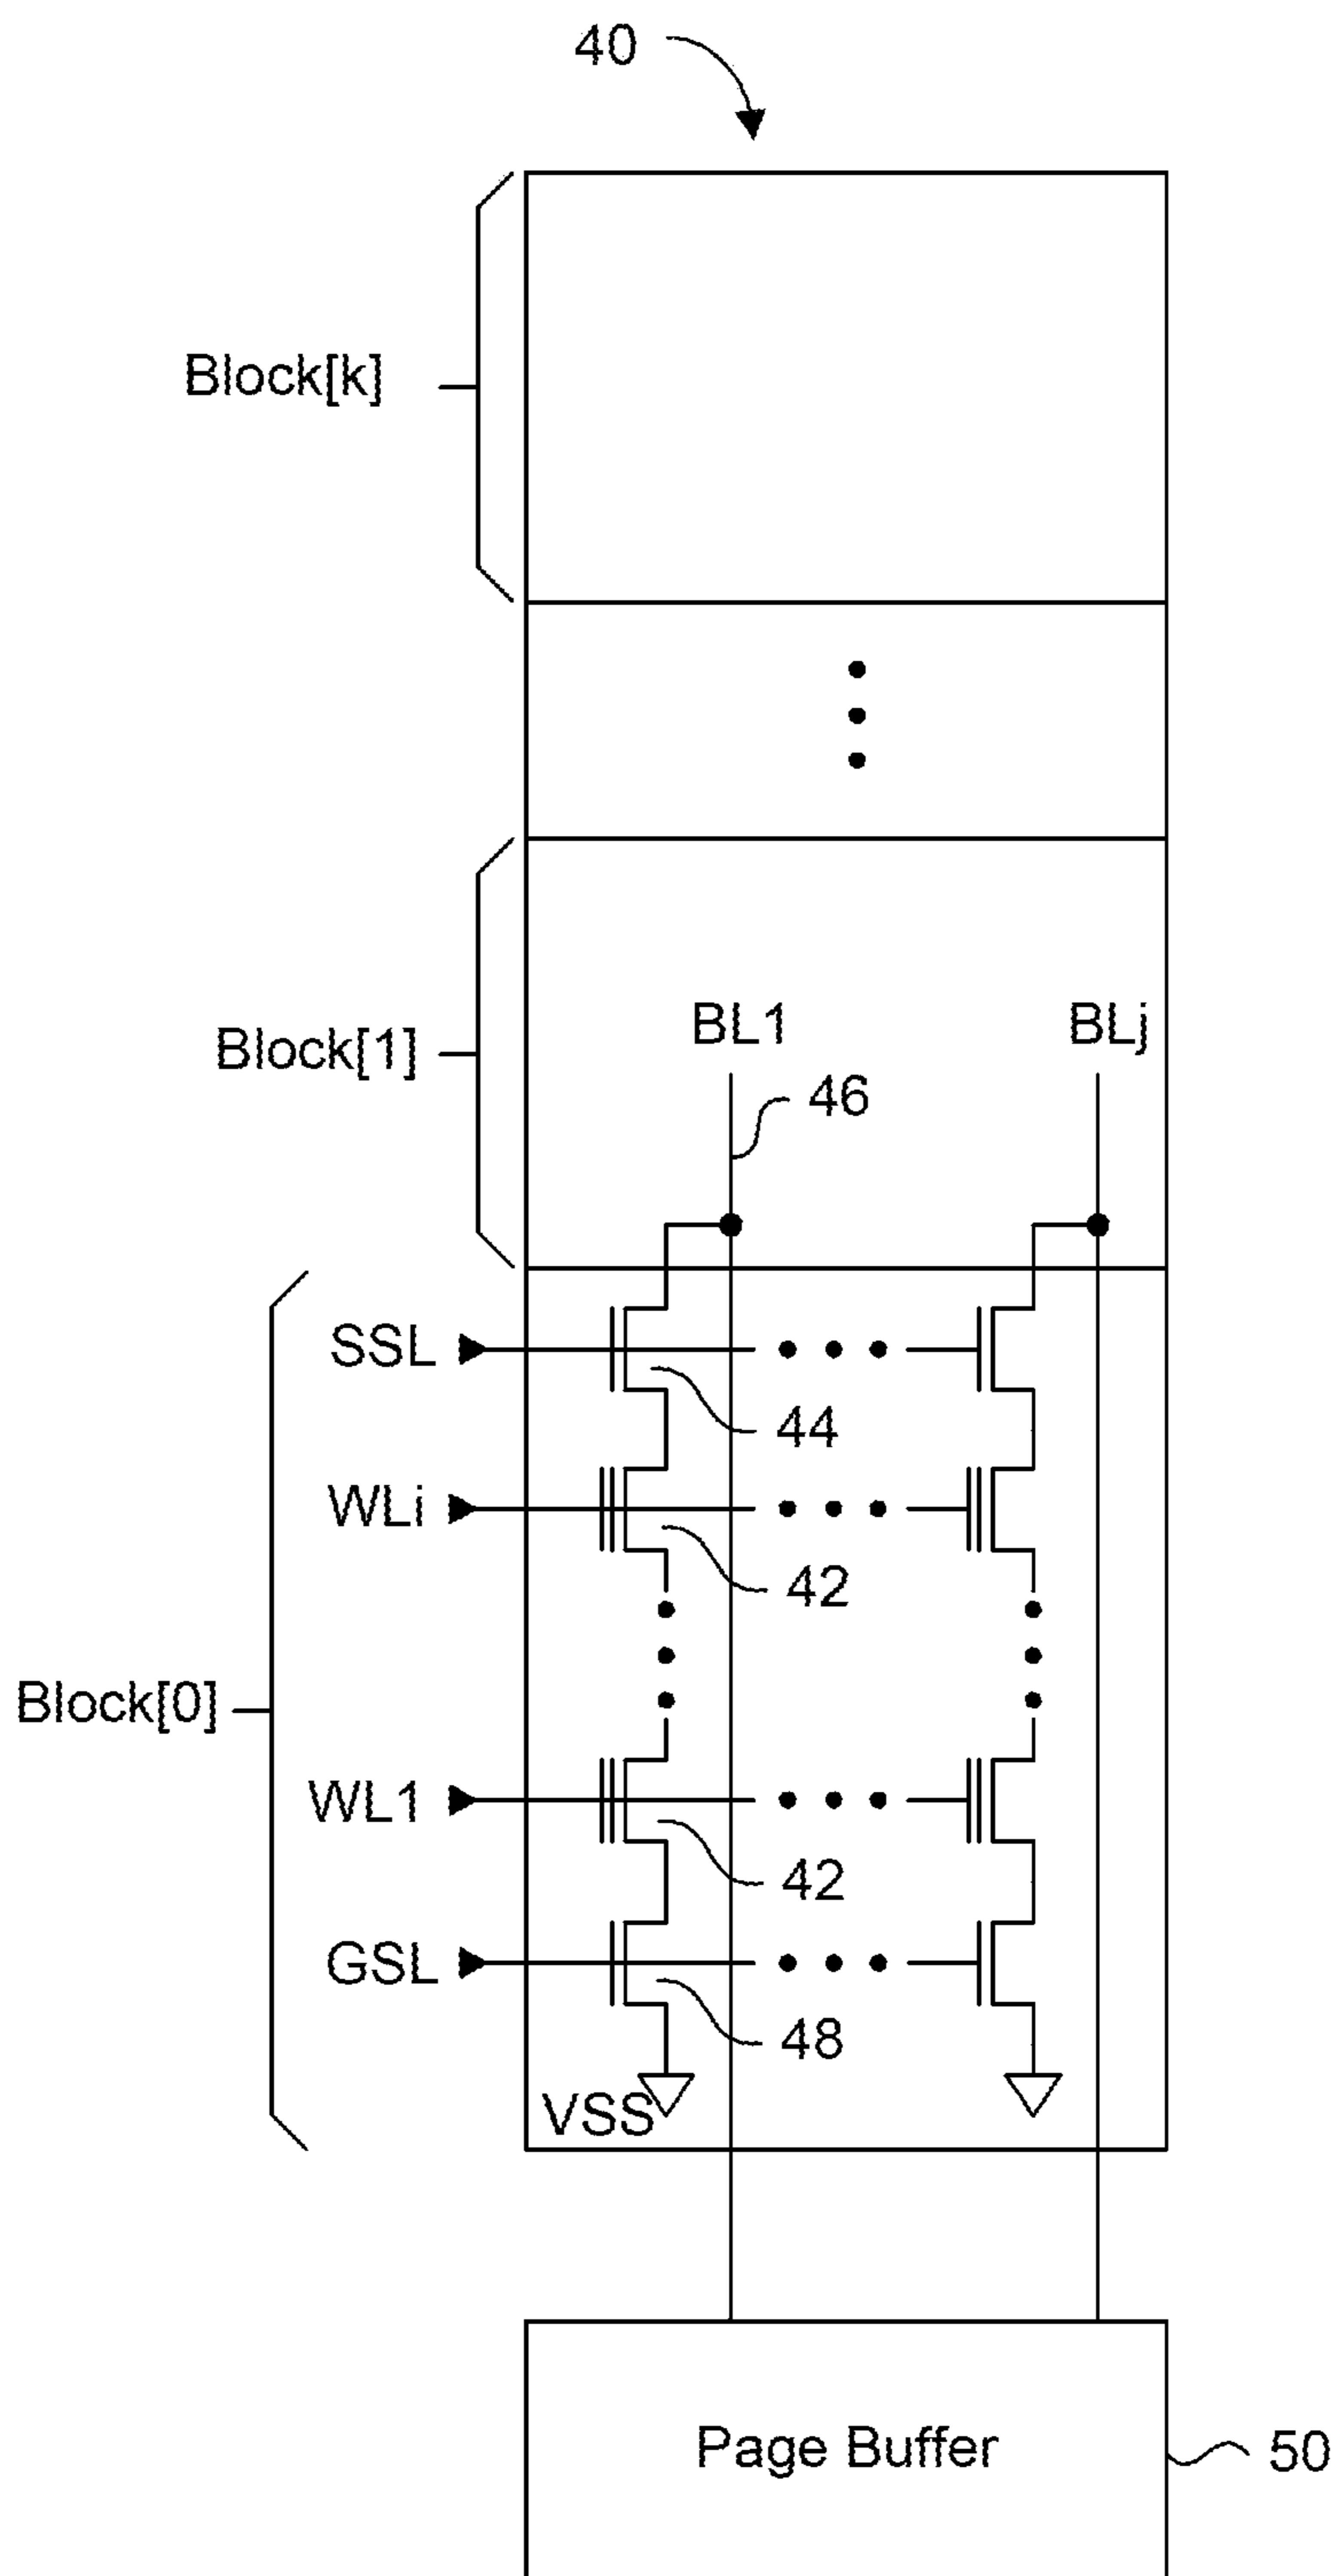 40
Block[k]
Block[1]
BL1
BLj
46
SSL
44
WLi
42
Block[0]
WL1
42
GSL
48
VSS
Page Buffer
50